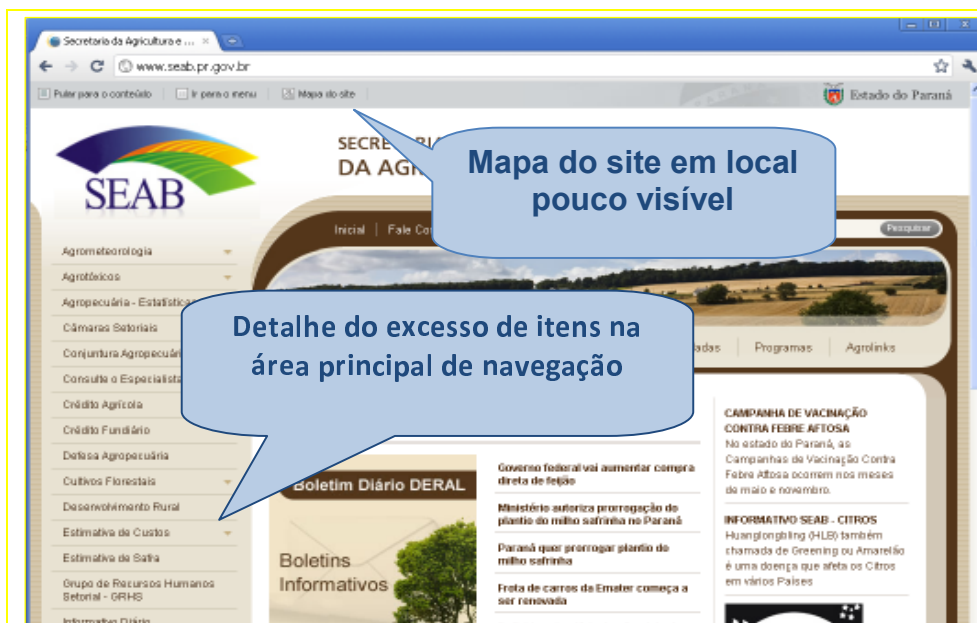 Secretaria da Agricultura e ...
www.seab.pr.gov.br
Pular para o conteúdo
Ir para o menu
Mapa do site
Estado do Paraná
SEAB
DA
Mapa do site em local
pouco visível
Inicial
Fale
Pesquisar
Agrometeorologia
Agrotóxicos
Agropecuária -
Câmaras Setoriais
Conjuntura
Consulte o Especialista
Crédito Agrícola
Crédito Fundiário
Defesa Agropecuária
Cultivos Florestais
Desenvolvimento Rural
Estimativa de Custos
Estimativa de Safra
Grupo de Recursos Humanos
Setorial - GRHS
Informativo Diário
Detalhe do excesso de itens na
área principal de navegação
Programas
Agrolinks
Boletim Diário DERAL
Boletins
Informativos
Governo federal vai aumentar compra
direta de feijão
Ministério autoriza prorrogação do
plantio do milho safrinha no Paraná
Paraná quer prorrogar plantio do
milho safrinha
Frota de carros da Emater começa a
ser renovada
CAMPANHA DE VACINAÇÃO
CONTRA FEBRE AFTOSA
No estado do Paraná, as
Campanhas de Vacinação Contra
Febre Aftosa ocorrem nos meses
de maio e novembro.
INFORMATIVO SEAB - CITROS
Huanglongbling (HLB) também
chamada de Greening ou Amarelão
é uma doença que afeta os Citros
em vários Países